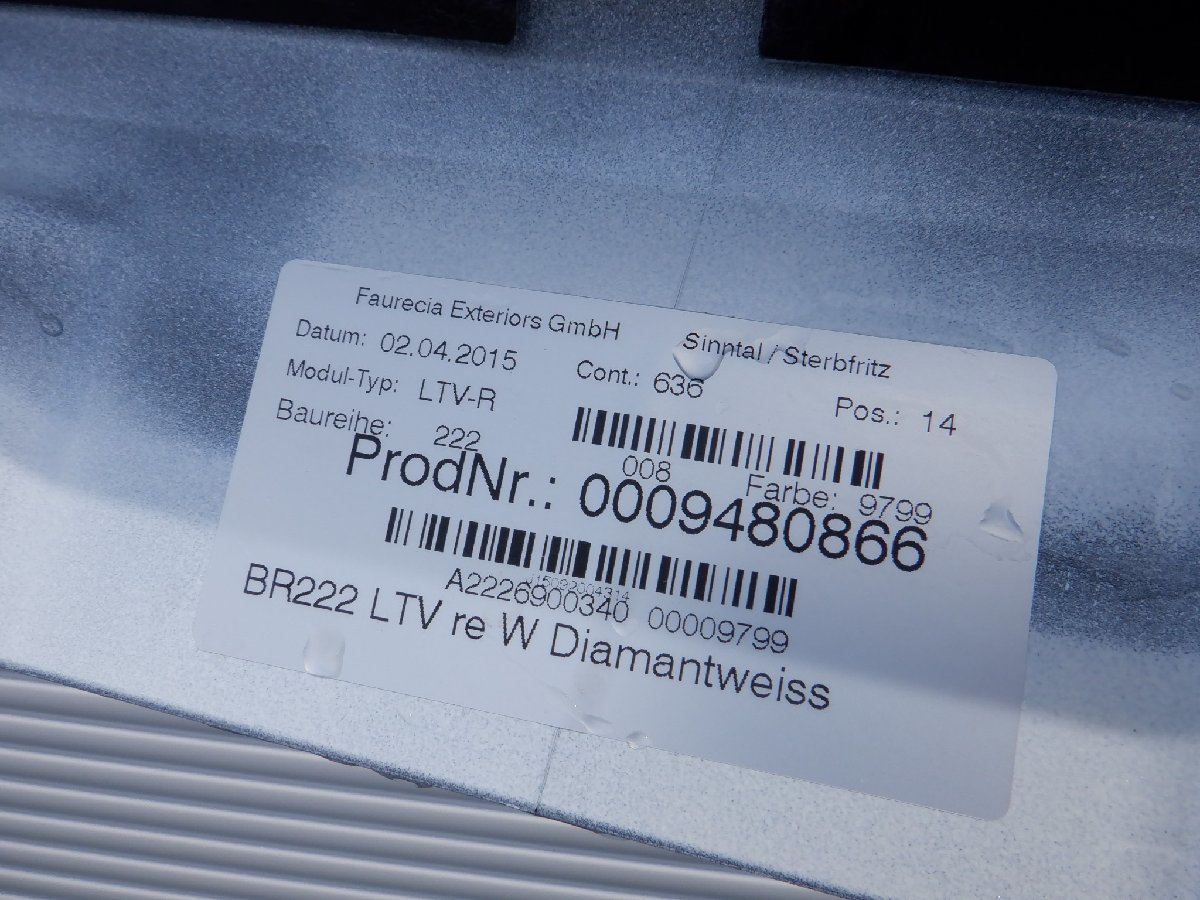 Faurecia Exteriors GmbH Sinntal / Sterbfritz
Datum: 02.04.2015 Cont.: 636 Pos.: 14
Modul-Typ: LTV-R
Baureihe: 222 008 Farbe: 9799
ProdNr.: 0009480866
A2226900340 00009799
BR222 LTV re W Diamantweiss